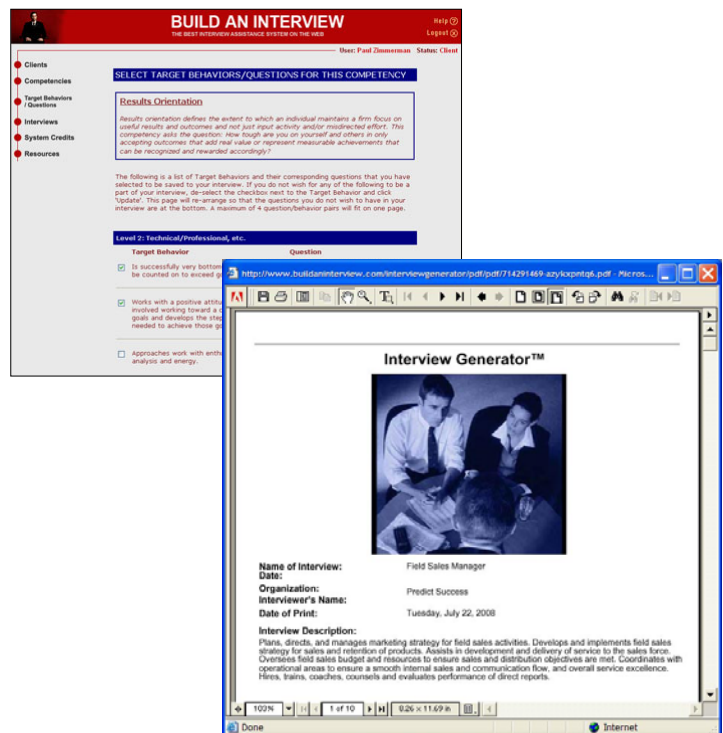 BUILD AN INTERVIEW
THE BEST INTERVIEW ASSISTANCE SYSTEM ON THE WEB
Help
Logout
User: Paul Zimmerman Status: Client
Clients
Competencies
Target Behaviors
/ Questions
Interviews
System Credits
Resources
SELECT TARGET BEHAVIORS/QUESTIONS FOR THIS COMPETENCY
Results Orientation
Results orientation defines the extent to which an individual maintains a firm focus on
useful results and outcomes and not just input activity and/or misdirected effort. This
competency asks the question: How tough are you on yourself and others in only
accepting outcomes that add real value or represent measurable achievements that
can be recognized and rewarded accordingly?
The following is a list of Target Behaviors and their corresponding questions that you have
selected to be saved to your interview. If you do not wish for any of the following to be a
part of your interview, de-select the checkbox next to the Target Behavior and click
'Update'. This page will re-arrange so that the questions you do not wish to have in your
interview are at the bottom. A maximum of 4 question/behavior pairs will fit on one page.
Level 2: Technical/Professional, etc.
Target Behavior Question
Is successfully very bottom
be counted on to exceed go
Works with a positive attitu
involved working toward a s
goals and develops the step
needed to achieve those go
Approaches work with enth
analysis and energy.
http://www.buildaninterview.com/interviewgenerator/pdf/pdf/714291469-azykxpntq6.pdf - Micros...
Interview Generator™
Name of Interview: Field Sales Manager
Date:
Organization: Predict Success
Interviewer's Name:
Date of Print: Tuesday, July 22, 2008
Interview Description:
Plans, directs, and manages marketing strategy for field sales activities. Develops and implements field sales
strategy for sales and retention of products. Assists in development and delivery of service to the sales force.
Oversees field sales budget and resources to ensure sales and distribution objectives are met. Coordinates with
operational areas to ensure a smooth internal sales and communication flow, and overall service excellence.
Hires, trains, coaches, counsels and evaluates performance of direct reports.
103% 1 of 10 8.26 x 11.69 in
Done Internet